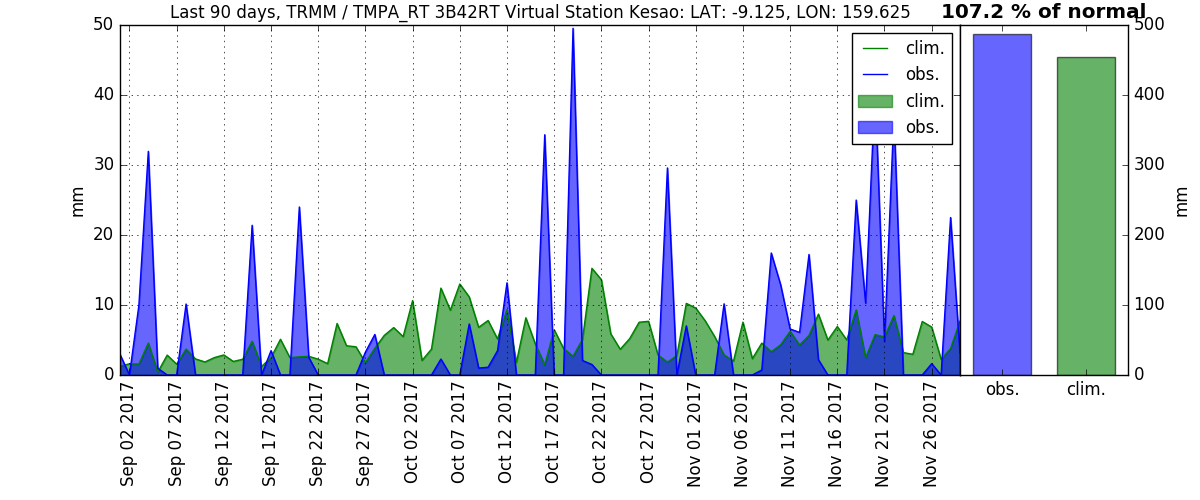 Last 90 days, TRMM / TMPA_RT 3B42RT Virtual Station Kesao: LAT: -9.125, LON: 159.625
107.2 % of normal
50
40
30
20
10
0
mm
clim.
obs.
clim.
obs.
500
400
300
200
100
0
mm
obs.
clim.
Sep 02 2017
Sep 07 2017
Sep 12 2017
Sep 17 2017
Sep 22 2017
Sep 27 2017
Oct 02 2017
Oct 07 2017
Oct 12 2017
Oct 17 2017
Oct 22 2017
Oct 27 2017
Nov 01 2017
Nov 06 2017
Nov 11 2017
Nov 16 2017
Nov 21 2017
Nov 26 2017